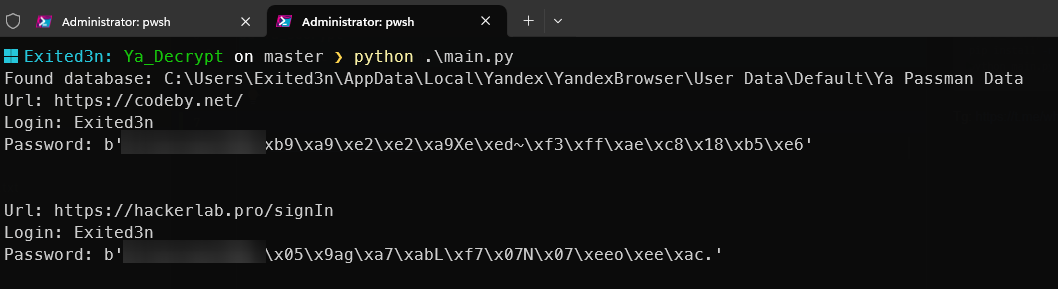 Administrator: pwsh
Administrator: pwsh
Exited3n: Ya_Decrypt on master ❯ python .\main.py
Found database: C:\Users\Exited3n\AppData\Local\Yandex\YandexBrowser\User Data\Default\Ya Passman Data
Url: https://codeby.net/
Login: Exited3n
Password: b' xb9\xa9\xe2\xe2\xa9Xe\xed~\xf3\xff\xae\xc8\x18\xb5\xe6'
Url: https://hackerlab.pro/signIn
Login: Exited3n
Password: b' \x05\x9ag\xa7\xabL\xf7\x07N\x07\xeeo\xee\xac.'